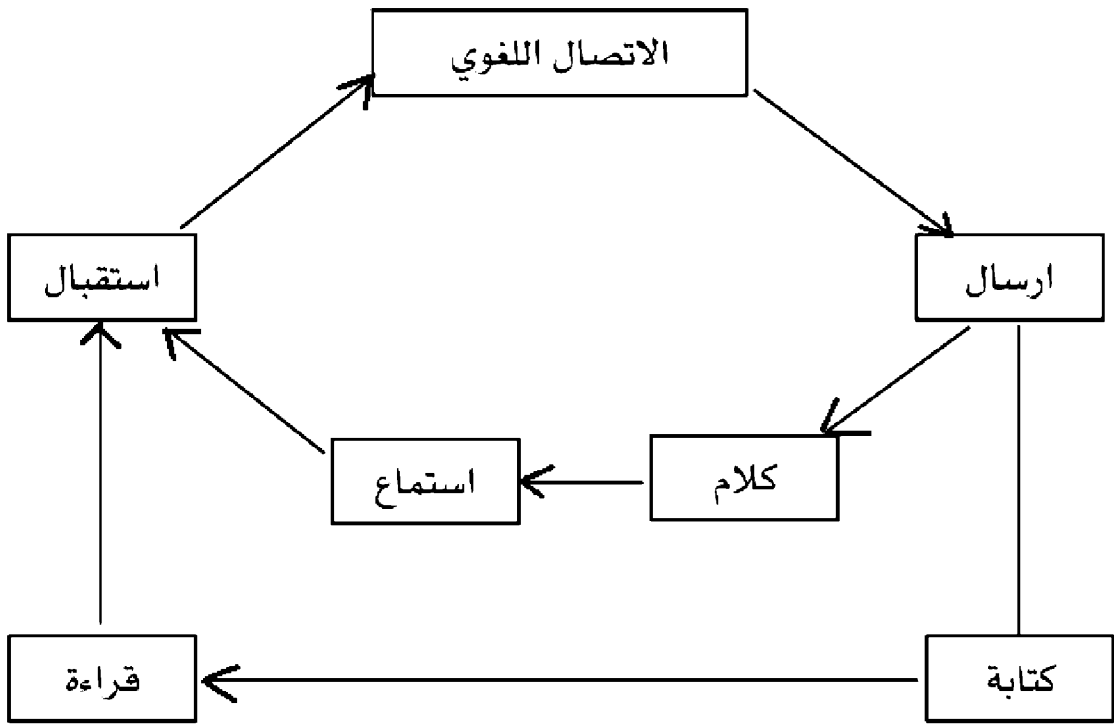 الاتصال اللغوي
ارسال
استقبال
كلام
استماع
كتابة
قراءة